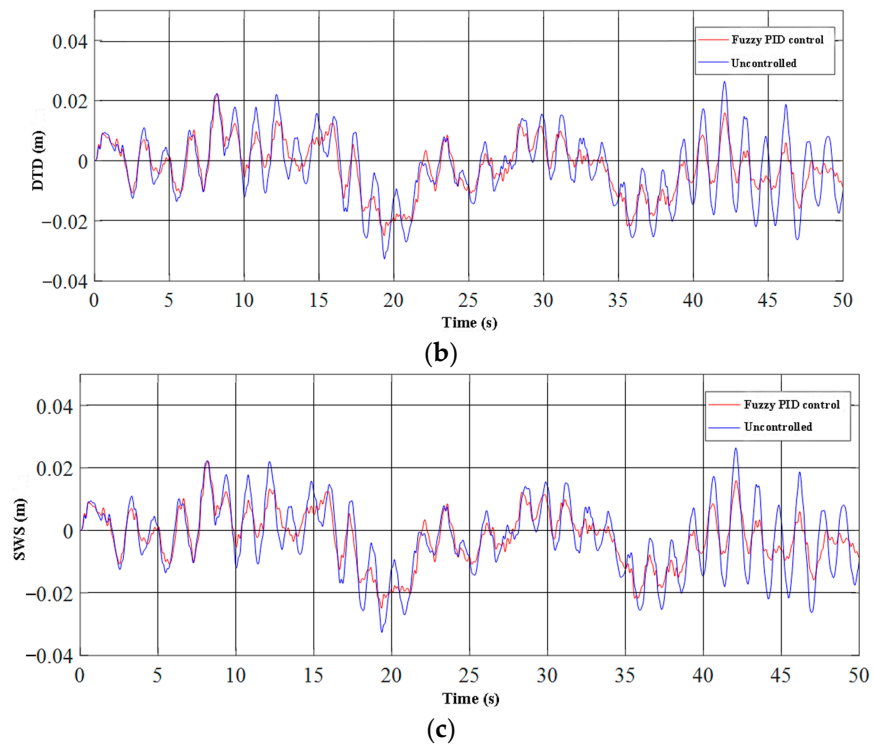 0.04
0.02
0
−0.02
−0.04
DTD (m)
Fuzzy PID control
Uncontrolled
0 5 10 15 20 25 30 35 40 45 50
Time (s)
(b)
0.04
0.02
0
−0.02
−0.04
SWS (m)
Fuzzy PID control
Uncontrolled
0 5 10 15 20 25 30 35 40 45 50
Time (s)
(c)